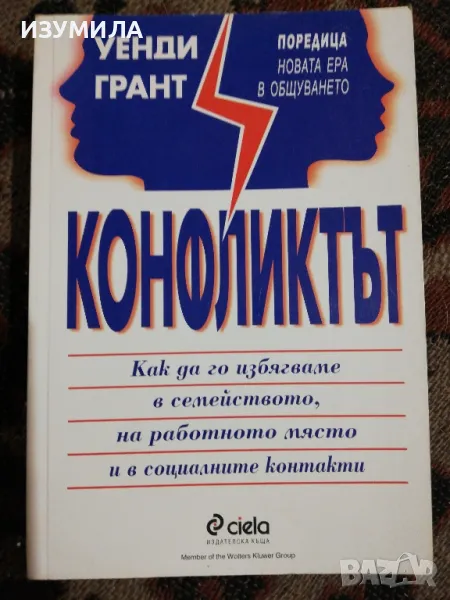 ИЗУМИЛА
УЕНДИ
ГРАНТ
ПОРЕДИЦА
НОВАТА ЕРА
В ОБЩУВАНЕТО
КОНФЛИКТЪТ
Как да го избягваме
в семейството,
на работното място
и в социалните контакти
ciela
ИЗДАТЕЛСКА КЪЩА
Member of the Wolters Kluwer Group
BAZAR